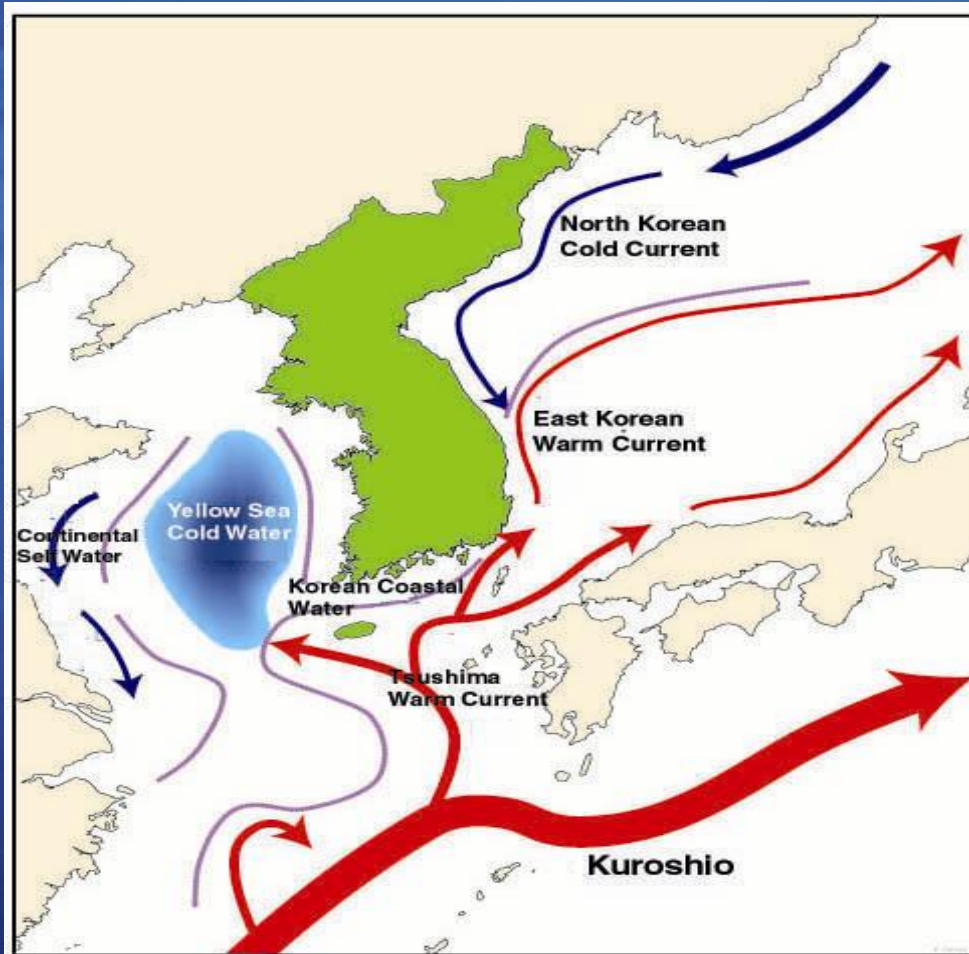 North Korean
Cold Current
East Korean
Warm Current
Yellow Sea
Cold Water
Continental
Self Water
Korean Coastal
Water
Tsushima
Warm Current
Kuroshio